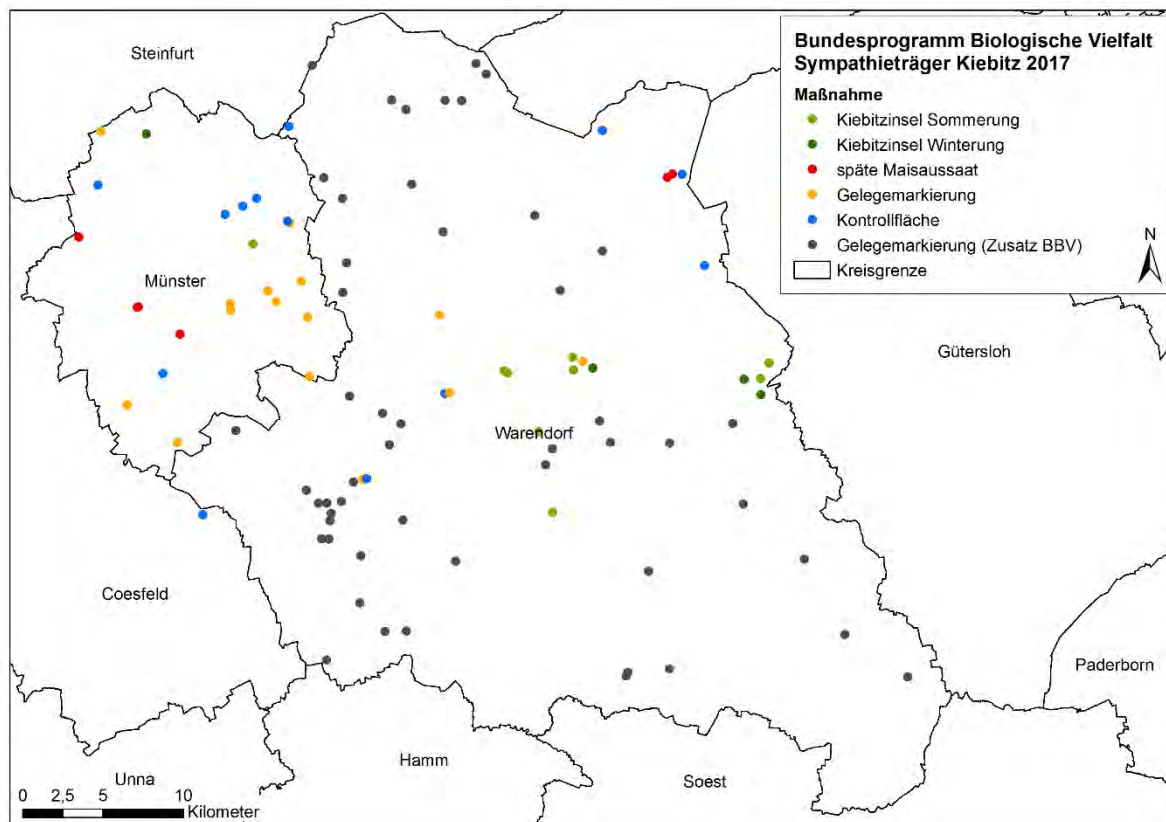 Steinfurt
Bundesprogramm Biologische Vielfalt
Sympathieträger Kiebitz 2017
Maßnahme
Kiebitzinsel Sommerung
Kiebitzinsel Winterung
späte Maisaussaat
Gelegemarkierung
Kontrollfläche
Gelegemarkierung (Zusatz BBV)
Kreisgrenze
N
Münster
Gütersloh
Warendorf
Coesfeld
Paderborn
Hamm
Unna
Soest
0 2,5 5 10
Kilometer